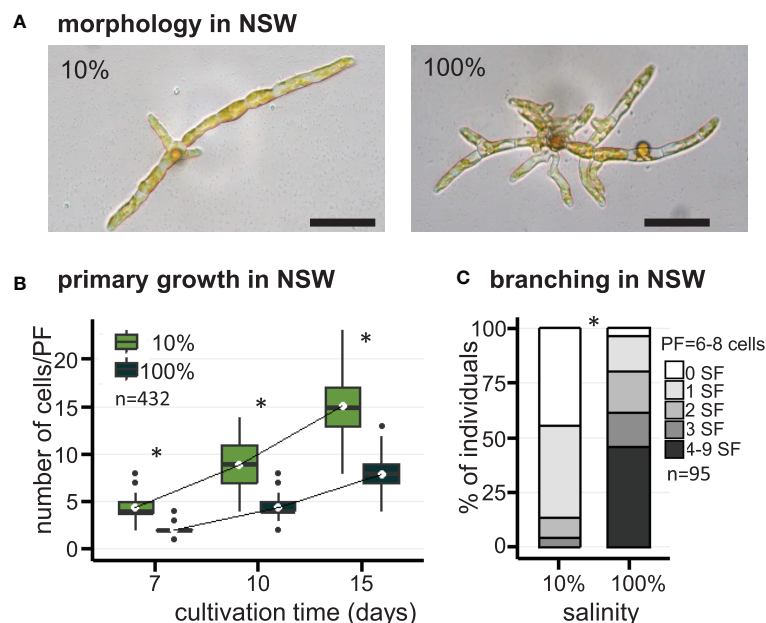 A morphology in NSW
10%
100%
B primary growth in NSW
number of cells/PF
20
15
10
5
0
10%
100%
n=432
*
*
*
7 10 15
cultivation time (days)
C branching in NSW
% of individuals
100
75
50
25
0
*
PF=6-8 cells
0 SF
1 SF
2 SF
3 SF
4-9 SF
n=95
10% 100%
salinity